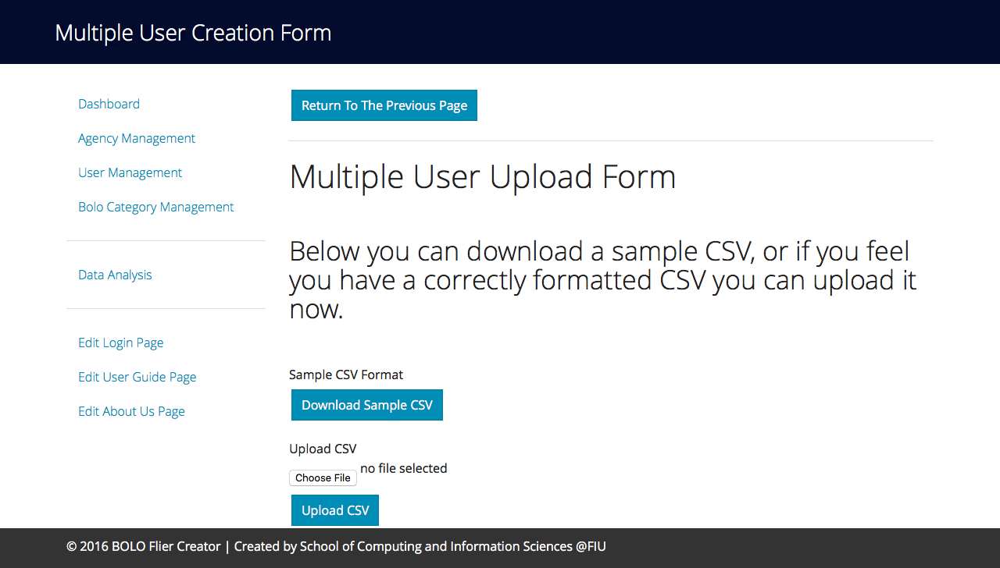 Multiple User Creation Form
Dashboard
Agency Management
User Management
Bolo Category Management
Data Analysis
Edit Login Page
Edit User Guide Page
Edit About Us Page
Return To The Previous Page
Multiple User Upload Form
Below you can download a sample CSV, or if you feel
you have a correctly formatted CSV you can upload it
now.
Sample CSV Format
Download Sample CSV
Upload CSV
Choose File no file selected
Upload CSV
© 2016 BOLO Flier Creator | Created by School of Computing and Information Sciences @FIU